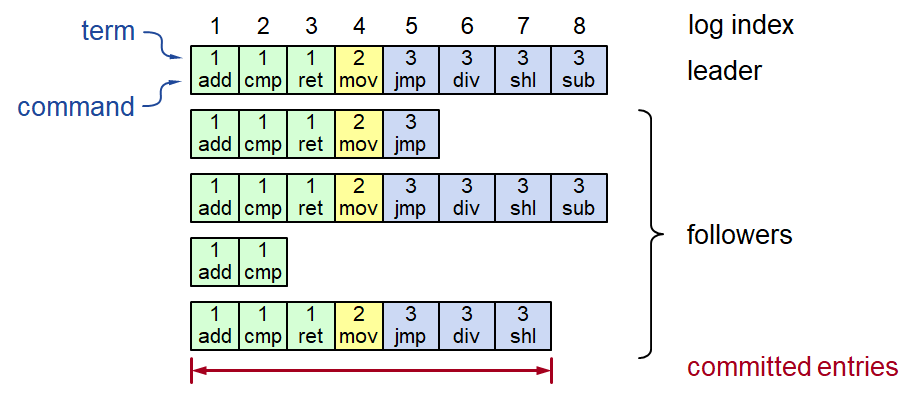 1 2 3 4 5 6 7 8 log index
term
1 1 1 2 3 3 3 3
add cmp ret mov jmp div shl sub
leader
command
1 1 1 2 3
add cmp ret mov jmp
1 1 1 2 3 3 3 3
add cmp ret mov jmp div shl sub
followers
1 1
add cmp
1 1 1 2 3 3 3
add cmp ret mov jmp div shl
committed entries